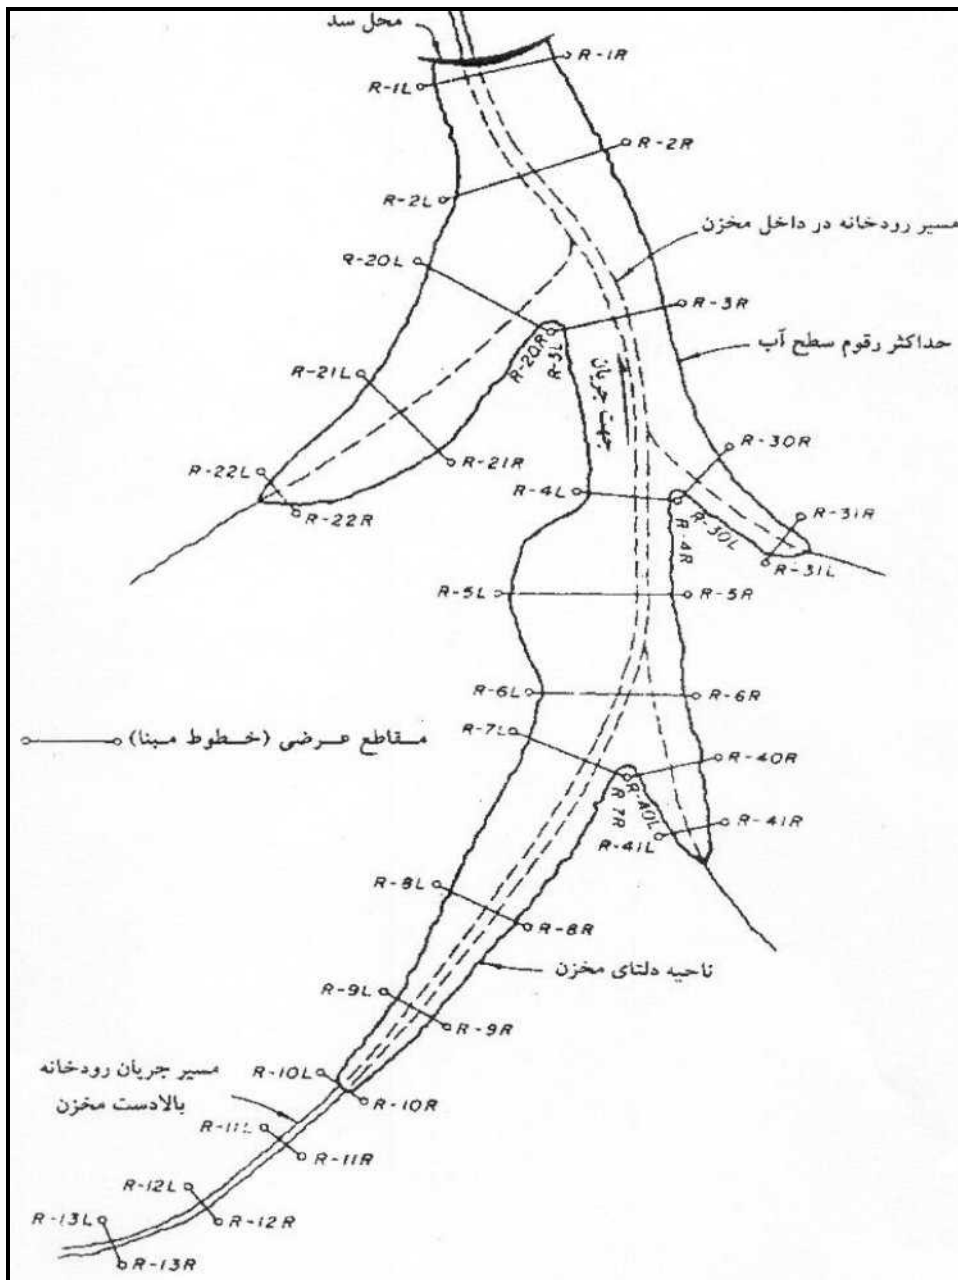 محل سد
R-1R
R-1L
R-2R
R-2L
مسیر رودخانه در داخل مخزن
R-20L
R-3R
R-20R
R-3L
حداکثر رقوم سطح آب
جهت جریان
R-21L
R-30R
R-21R
R-22L
R-4L
R-22R
R-30L
R-4R
R-31R
R-31L
R-5L
R-5R
R-6L
R-6R
R-7L
مقاطع عرضی (خطوط مبنا)
R-40R
R-40L
R-7R
R-41R
R-41L
R-8L
R-8R
ناحیه دلتای مخزن
R-9L
R-9R
مسیر جریان رودخانه
بالادست مخزن
R-10L
R-10R
R-11L
R-11R
R-12L
R-12R
R-13L
R-13R